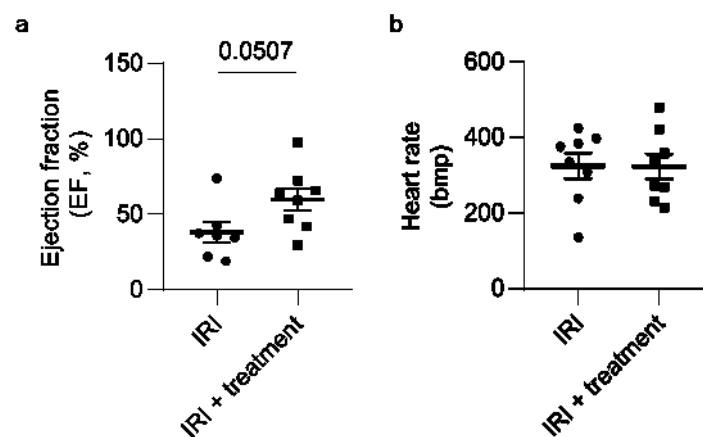 a
0.0507
150
100
50
0
Ejection fraction
(EF, %)
IRI
IRI + treatment
b
600
400
200
0
Heart rate
(bmp)
IRI
IRI + treatment